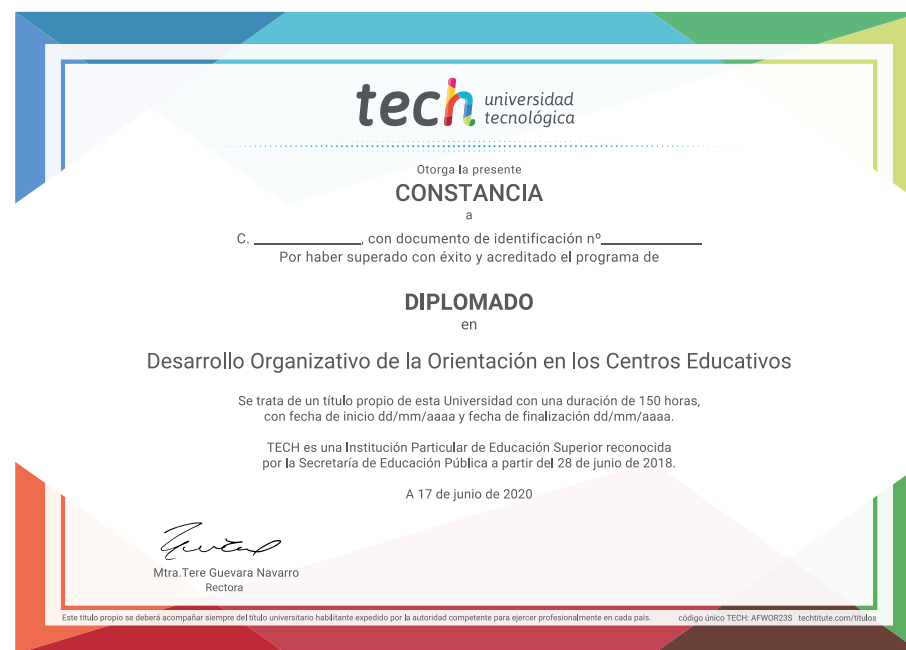 tech universidad
tecnológica
Otorga la presente
CONSTANCIA
a
C. ____________, con documento de identificación nº____________
Por haber superado con éxito y acreditado el programa de
DIPLOMADO
en
Desarrollo Organizativo de la Orientación en los Centros Educativos
Se trata de un título propio de esta Universidad con una duración de 150 horas,
con fecha de inicio dd/mm/aaaa y fecha de finalización dd/mm/aaaa.
TECH es una Institución Particular de Educación Superior reconocida
por la Secretaría de Educación Pública a partir del 28 de junio de 2018.
A 17 de junio de 2020
Mtra.Tere Guevara Navarro
Rectora
Este título propio se deberá acompañar siempre del título universitario habilitante expedido por la autoridad competente para ejercer profesionalmente en cada país. código único TECH: AFWOR23S techtitute.com/titulos